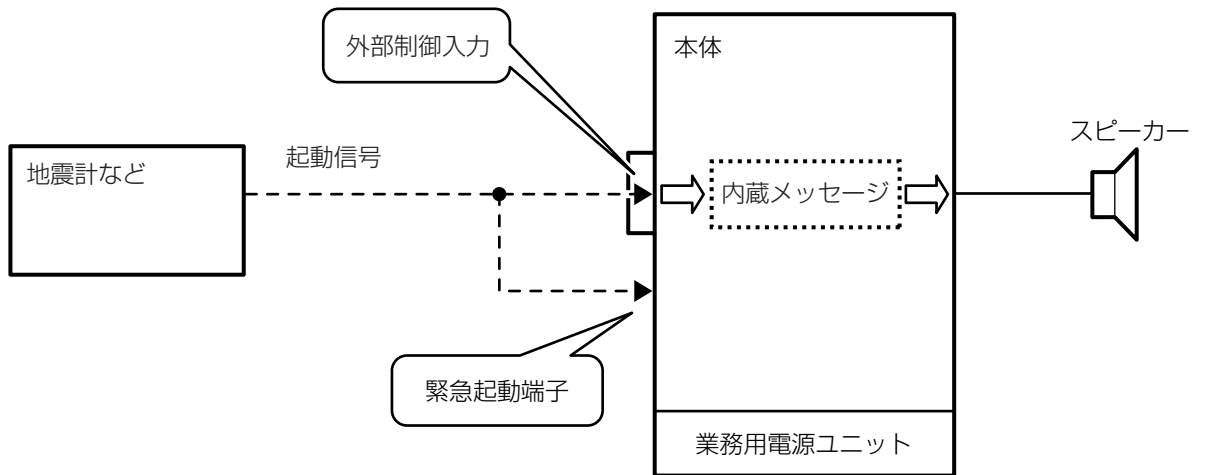 外部制御入力
本体
スピーカー
地震計など
起動信号
内蔵メッセージ
緊急起動端子
業務用電源ユニット